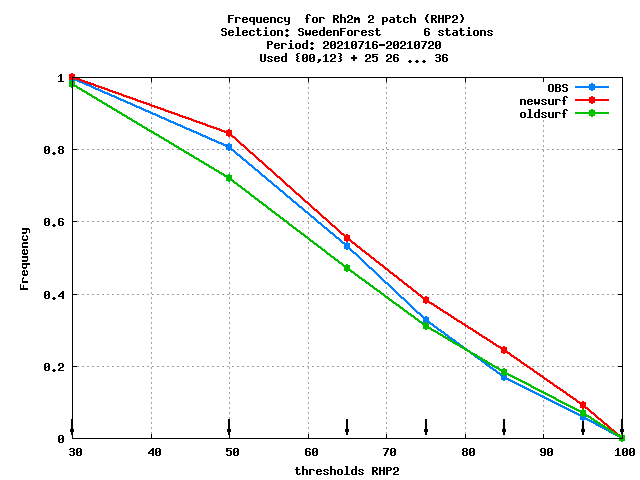 Frequency  for Rh2m 2 patch (RHP2)
Selection: SwedenForest      6 stations
Period: 20210716-20210720
Used {00,12} + 25 26 ... 36
OBS
newsurf
oldsurf
1
0.8
0.6
0.4
0.2
0
Frequency
30 40 50 60 70 80 90 100
thresholds RHP2